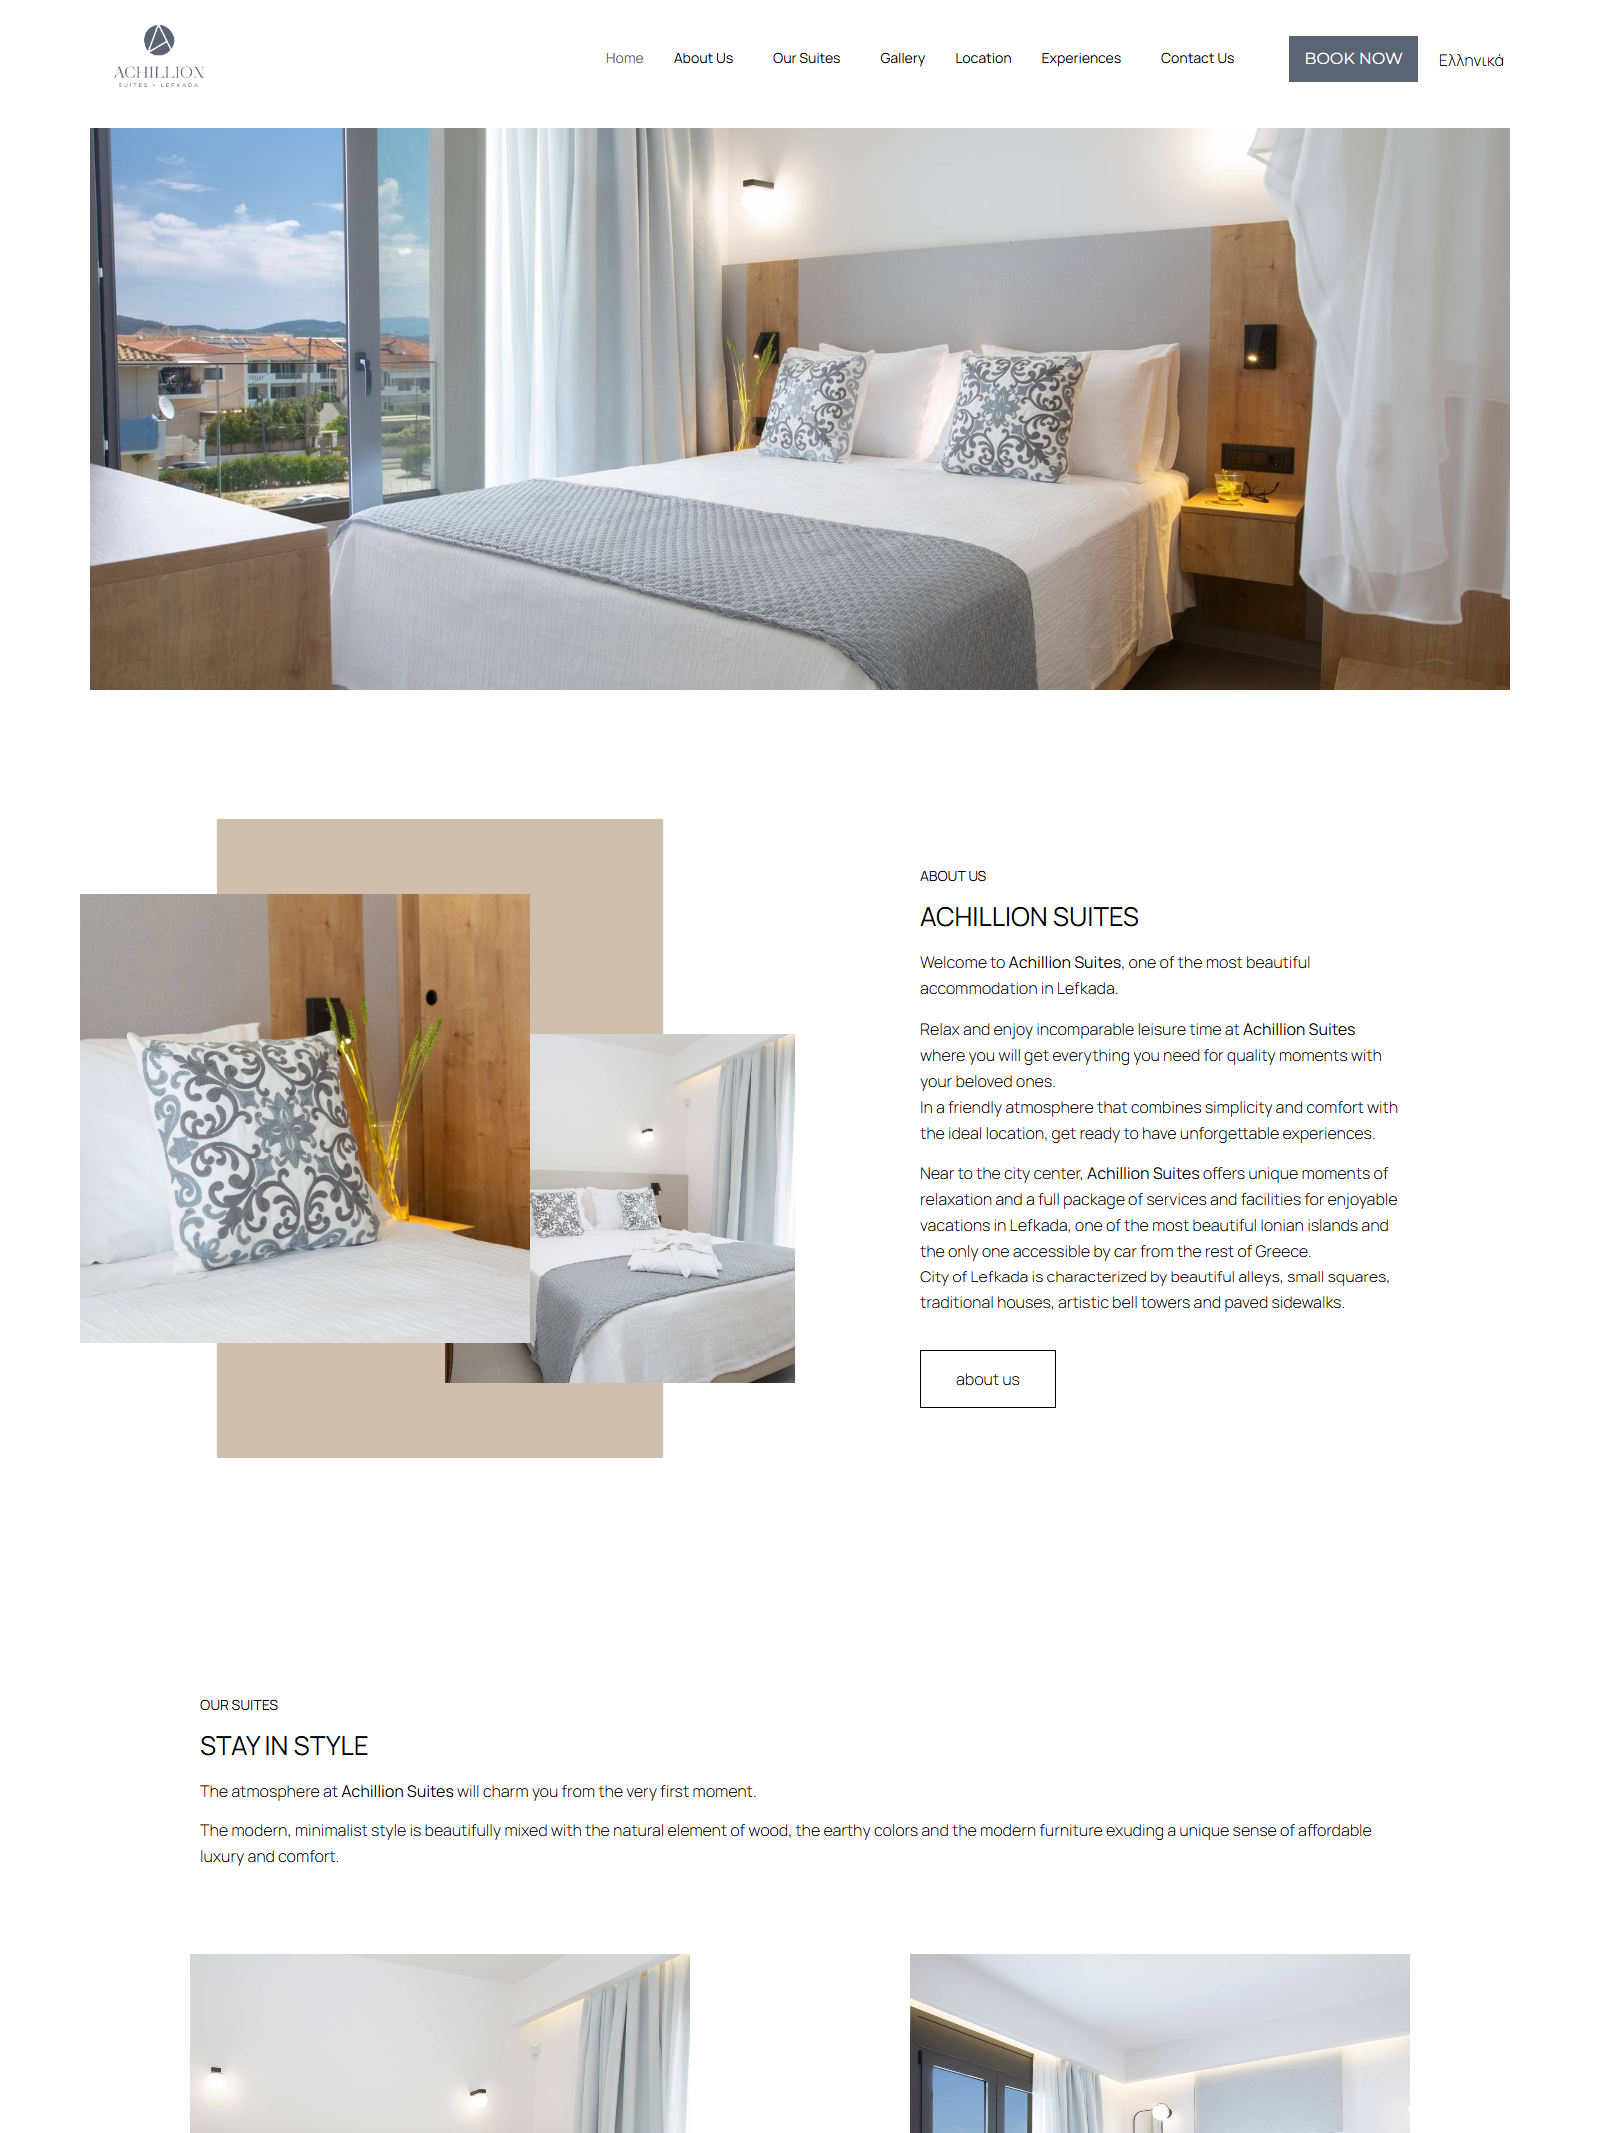 ACHILLION
SUITES • LEFKADA
Home About Us Our Suites Gallery Location Experiences Contact Us BOOK NOW Ελληνικά
ABOUT US
ACHILLION SUITES
Welcome to Achillion Suites, one of the most beautiful
accommodation in Lefkada.
Relax and enjoy incomparable leisure time at Achillion Suites
where you will get everything you need for quality moments with
your beloved ones.
In a friendly atmosphere that combines simplicity and comfort with
the ideal location, get ready to have unforgettable experiences.
Near to the city center, Achillion Suites offers unique moments of
relaxation and a full package of services and facilities for enjoyable
vacations in Lefkada, one of the most beautiful Ionian islands and
the only one accessible by car from the rest of Greece.
City of Lefkada is characterized by beautiful alleys, small squares,
traditional houses, artistic bell towers and paved sidewalks.
about us
OUR SUITES
STAY IN STYLE
The atmosphere at Achillion Suites will charm you from the very first moment.
The modern, minimalist style is beautifully mixed with the natural element of wood, the earthy colors and the modern furniture exuding a unique sense of affordable
luxury and comfort.